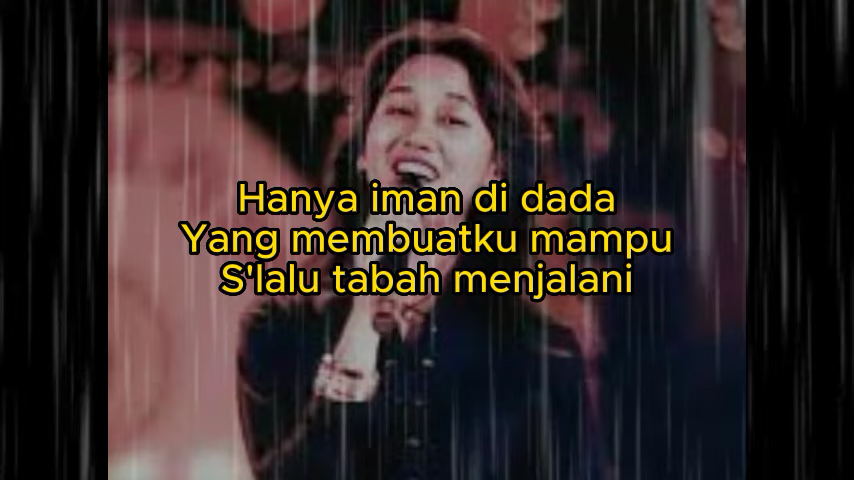 Hanya iman di dada
Yang membuatku mampu
S'lalu tabah menjalani